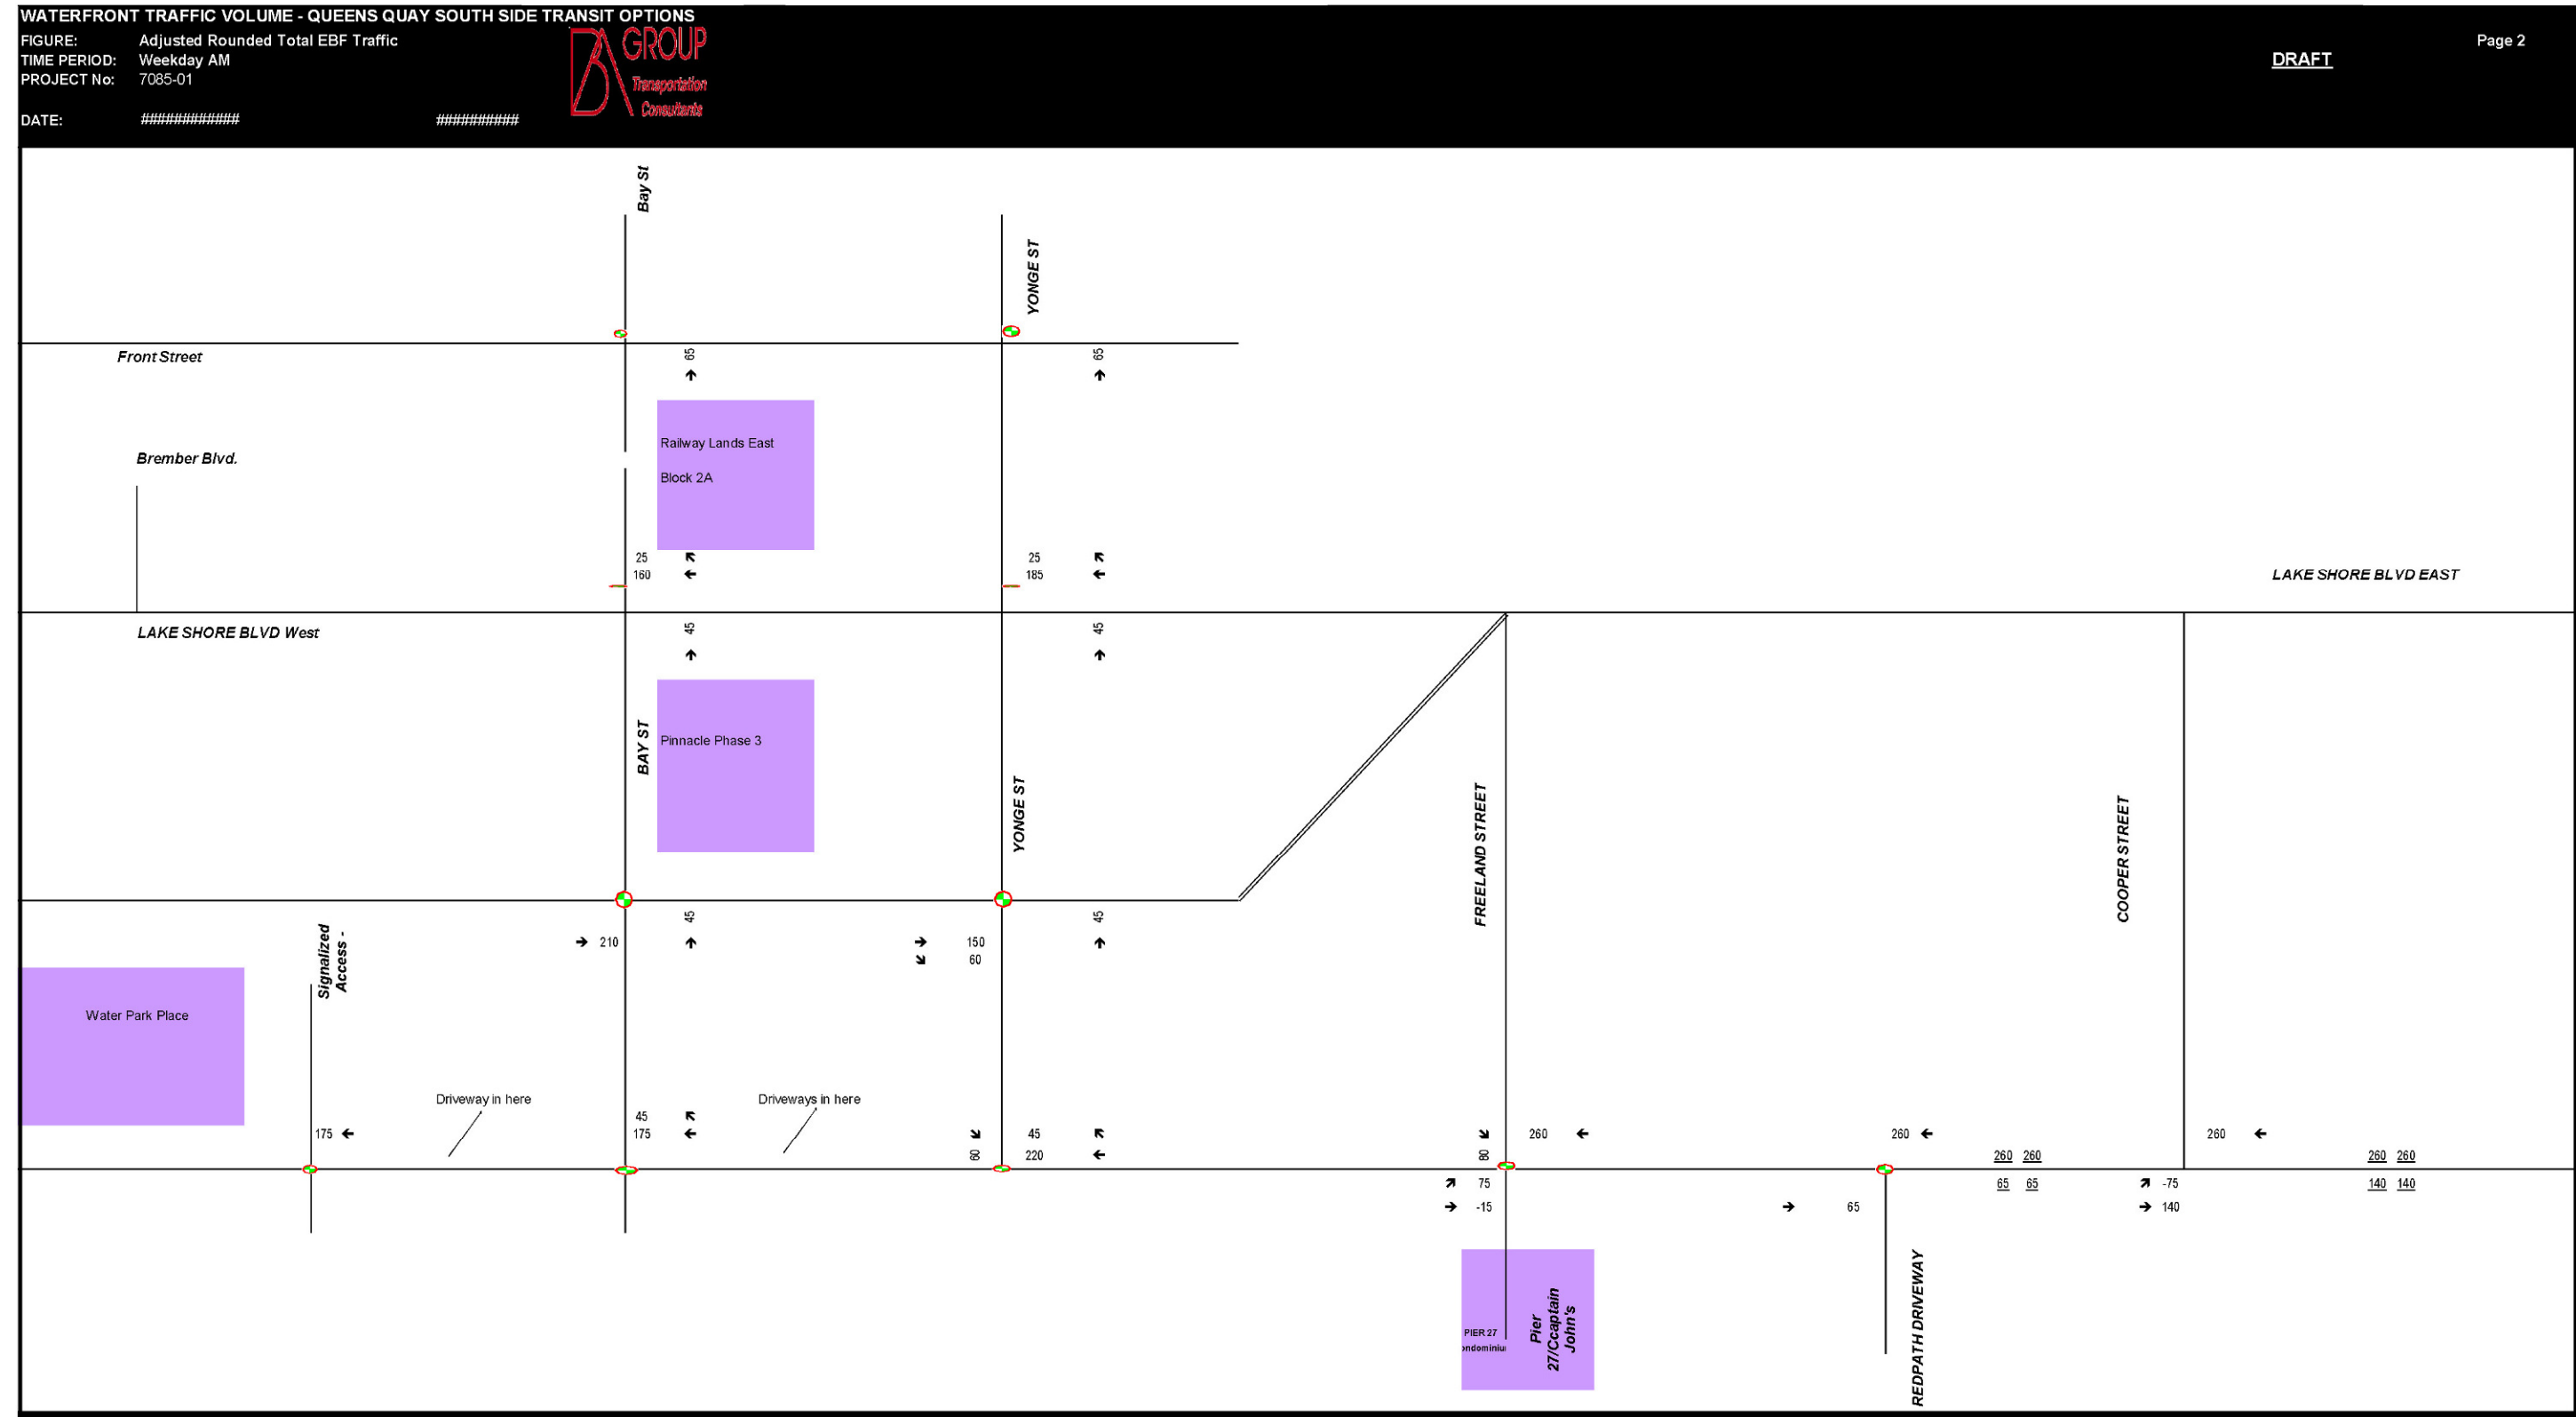 WATERFRONT TRAFFIC VOLUME - QUEENS QUAY SOUTH SIDE TRANSIT OPTIONS
FIGURE: Adjusted Rounded Total EBF Traffic
TIME PERIOD: Weekday AM
PROJECT No: 7085-01
DATE: ############ ##########
BA GROUP
Transportation
Consultants
DRAFT
Page 2
Bay St
YONGE ST
Front Street
65
65
Brember Blvd.
Railway Lands East
Block 2A
25
160
25
185
LAKE SHORE BLVD EAST
LAKE SHORE BLVD West
45
45
BAY ST
Pinnacle Phase 3
YONGE ST
FREELAND STREET
COOPER STREET
45
45
210
150
60
Signalized
Access -
Water Park Place
Driveway in here
Driveways in here
175
45
175
60
45
220
80
260
260
260 260
260
260 260
75
-15
65
65 65
-75
140
140 140
PIER 27
ondominiu
Pier
27/Ccaptain
John's
REDPATH DRIVEWAY